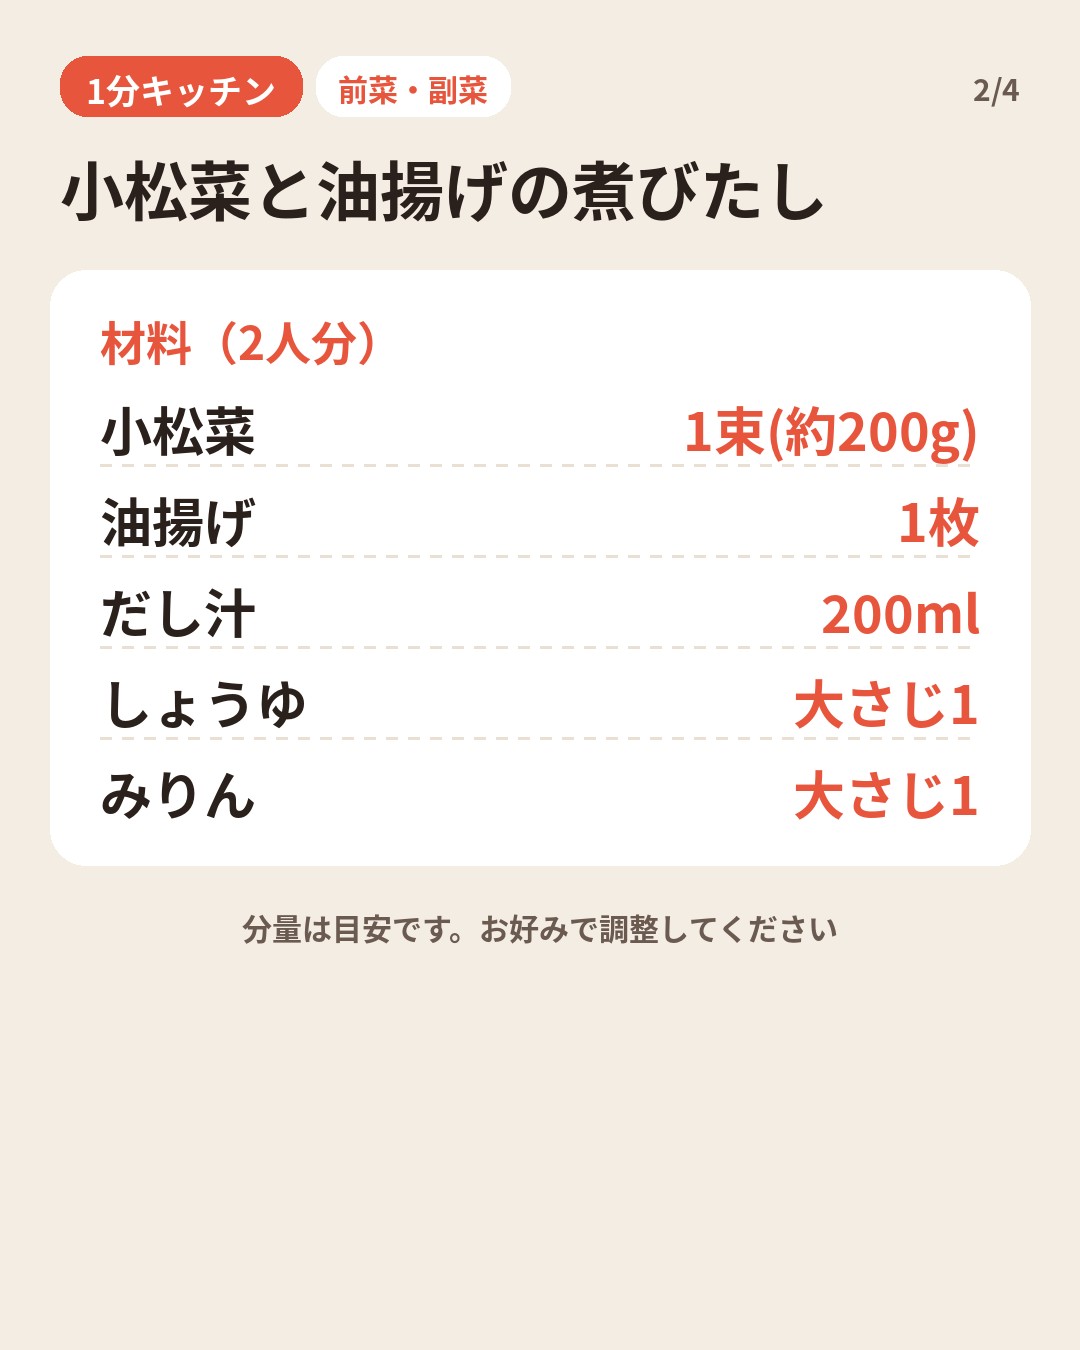 1分キッチン 前菜・副菜 2/4
小松菜と油揚げの煮びたし
材料（2人分）
小松菜 1束(約200g)
油揚げ 1枚
だし汁 200ml
しょうゆ 大さじ1
みりん 大さじ1
分量は目安です。お好みで調整してください